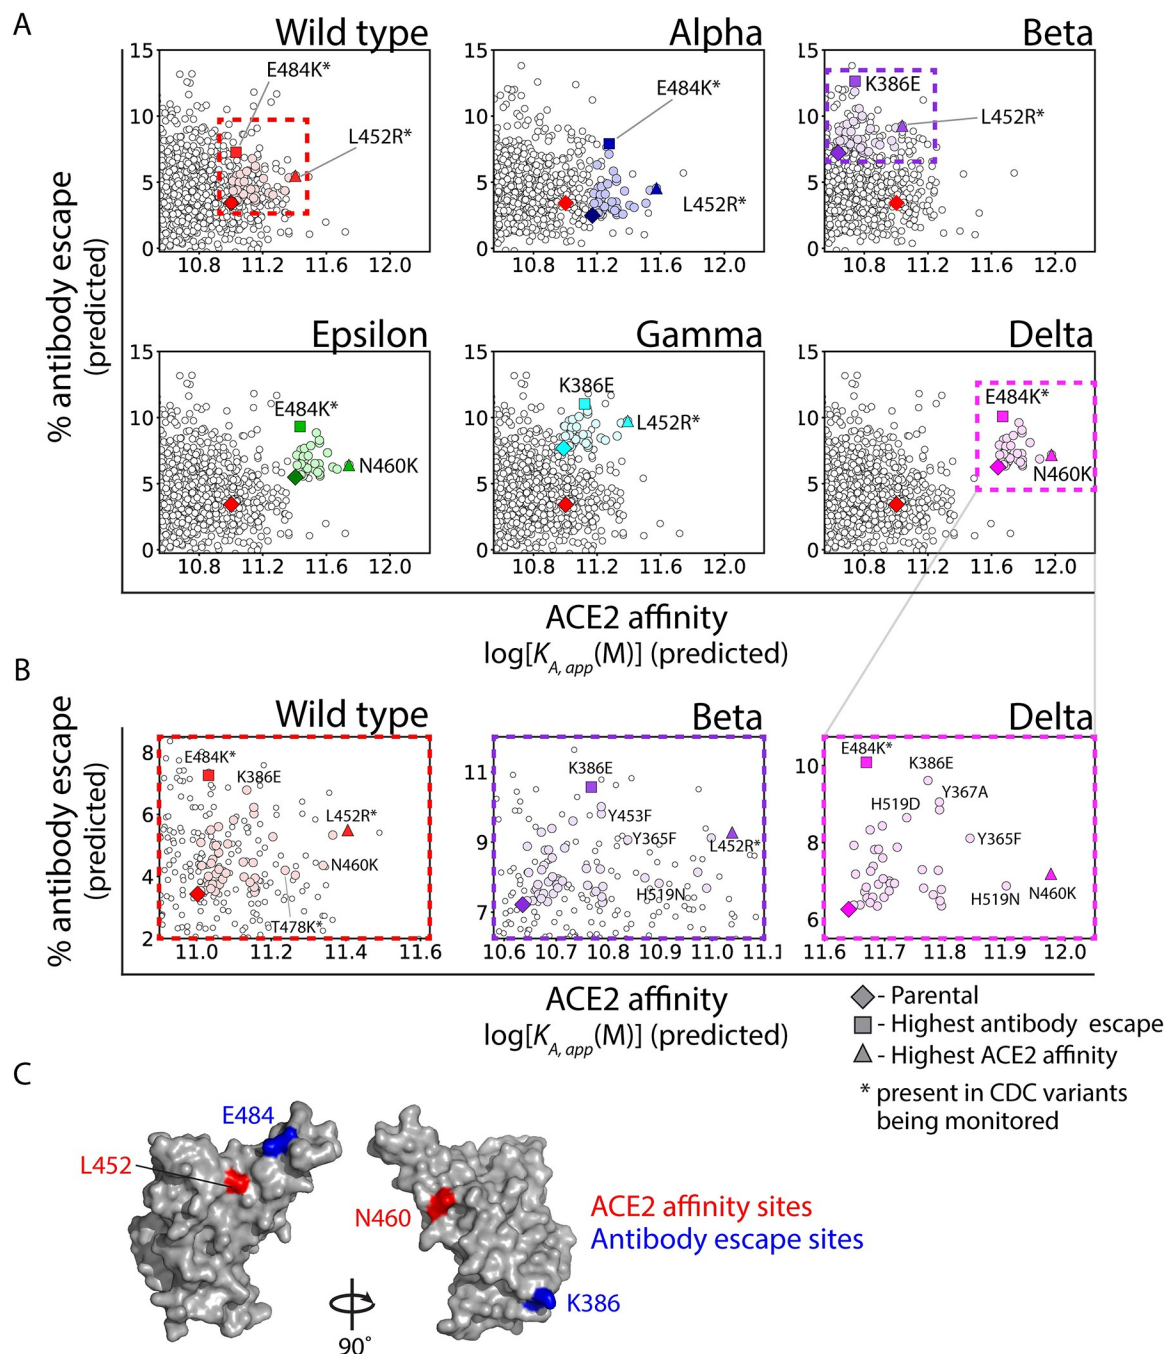 A
Wild type
Alpha
Beta
E484K*
L452R*
E484K*
L452R*
K386E
L452R*
15
10
5
0
15
10
5
0
15
10
5
0
10.8 11.2 11.6 12.0
10.8 11.2 11.6 12.0
10.8 11.2 11.6 12.0
% antibody escape
(predicted)
Epsilon
Gamma
Delta
E484K*
N460K
K386E
L452R*
E484K*
N460K
15
10
5
0
15
10
5
0
15
10
5
0
10.8 11.2 11.6 12.0
10.8 11.2 11.6 12.0
10.8 11.2 11.6 12.0
ACE2 affinity
log[KA, app(M)] (predicted)
B
Wild type
Beta
Delta
% antibody escape
(predicted)
8
6
4
2
E484K*
K386E
L452R*
N460K
T478K*
11.0 11.2 11.4 11.6
11
9
7
K386E
Y453F
Y365F
L452R*
H519N
10.6 10.7 10.8 10.9 11.0 11.1
10
8
6
E484K*
K386E
H519D
Y367A
Y365F
H519N
N460K
11.6 11.7 11.8 11.9 12.0
ACE2 affinity
log[KA, app(M)] (predicted)
- Parental
- Highest antibody escape
- Highest ACE2 affinity
* present in CDC variants
being monitored
C
E484
L452
N460
K386
ACE2 affinity sites
Antibody escape sites
90°